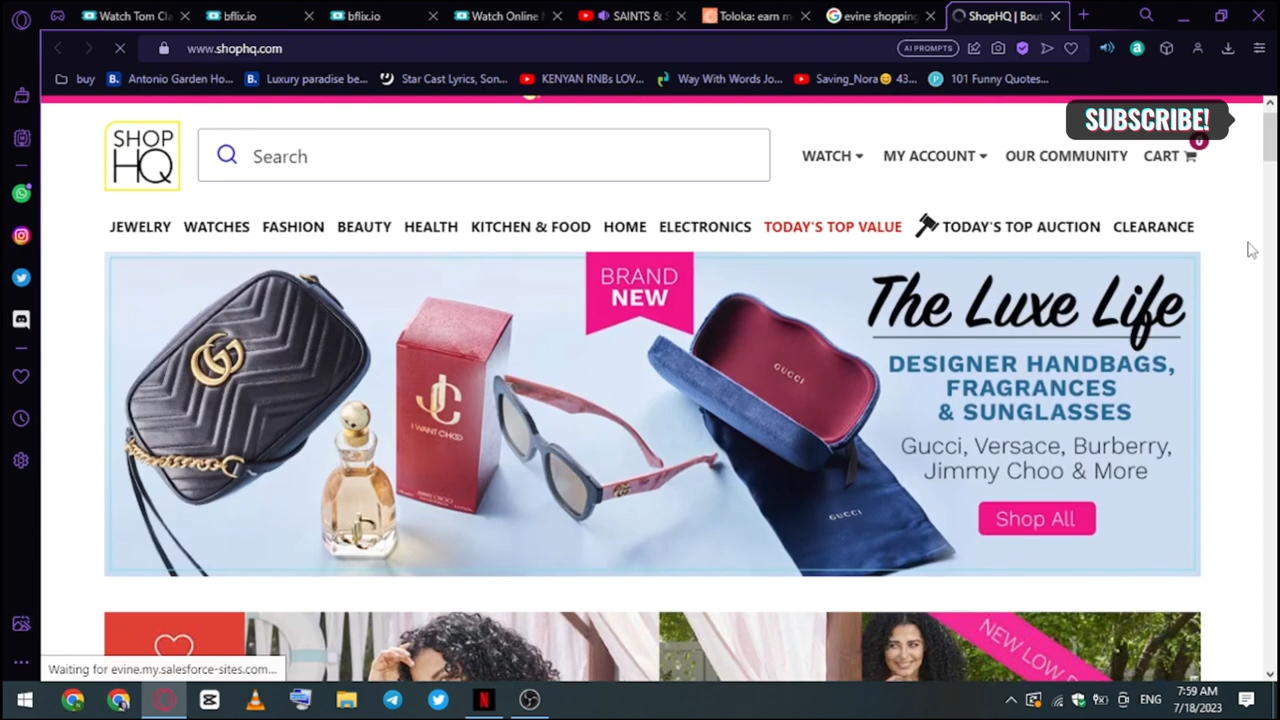 Watch Tom Cla
bflix.io
bflix.io
Watch Online
SAINTS &
Toloka: earn m
evine shopping
ShopHQ | Bout
www.shophq.com
AI PROMPTS
buy
Antonio Garden Ho...
Luxury paradise be...
Star Cast Lyrics, Son...
KENYAN RNBs LOV...
Way With Words Jo...
Saving_Nora😊 43...
101 Funny Quotes...
SUBSCRIBE!
SHOP
HQ
Search
WATCH
MY ACCOUNT
OUR COMMUNITY
CART
0
JEWELRY WATCHES FASHION BEAUTY HEALTH KITCHEN & FOOD HOME ELECTRONICS TODAY'S TOP VALUE TODAY'S TOP AUCTION CLEARANCE
BRAND
NEW
The Luxe Life
DESIGNER HANDBAGS,
FRAGRANCES
& SUNGLASSES
Gucci, Versace, Burberry,
Jimmy Choo & More
Shop All
GUCCI
JC
I WANT CHOO
GUCCI
NEW LOW
Waiting for evine.my.salesforce-sites.com...
ENG
7:59 AM
7/18/2023